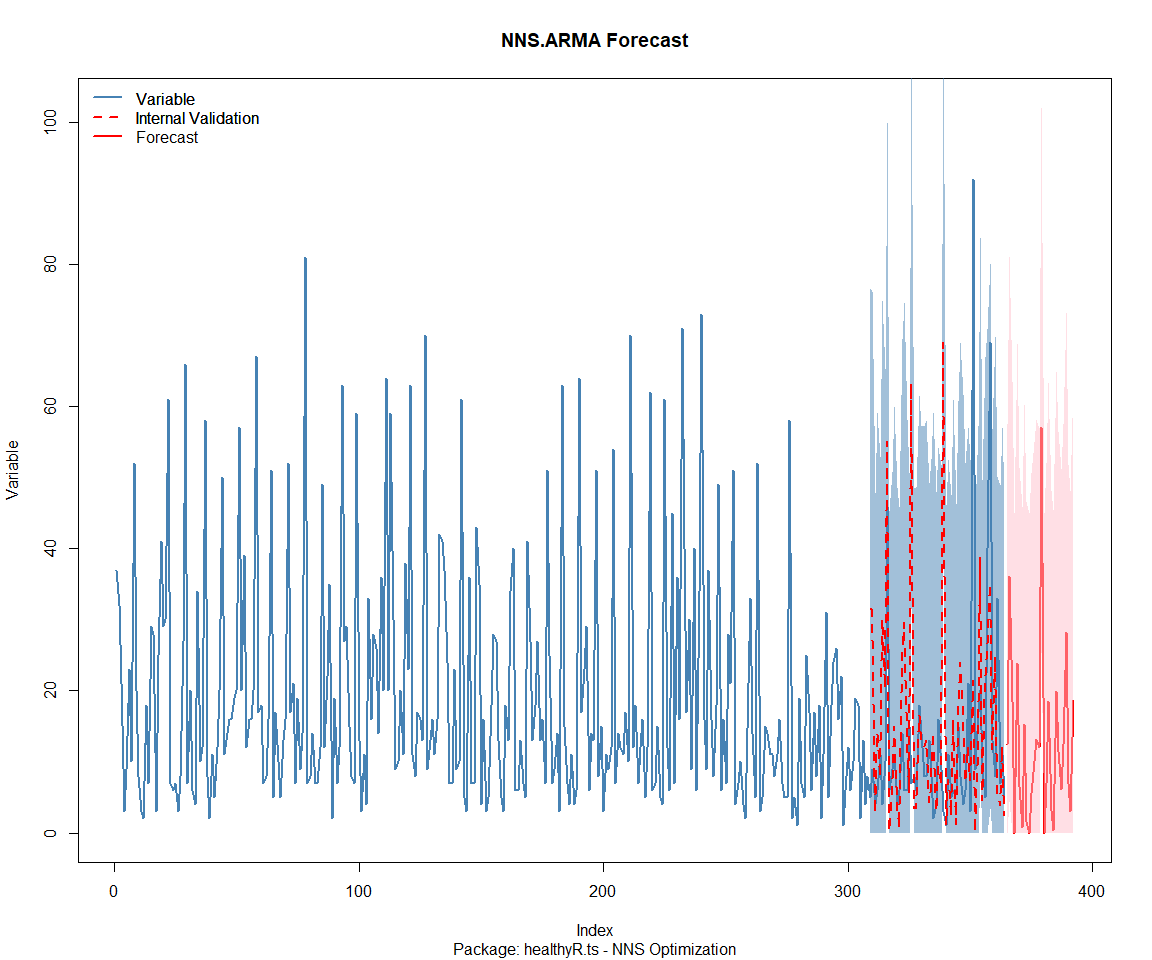 NNS.ARMA Forecast
Variable
Internal Validation
Forecast
Variable
100
80
60
40
20
0
0 100 200 300 400
Index
Package: healthyR.ts - NNS Optimization